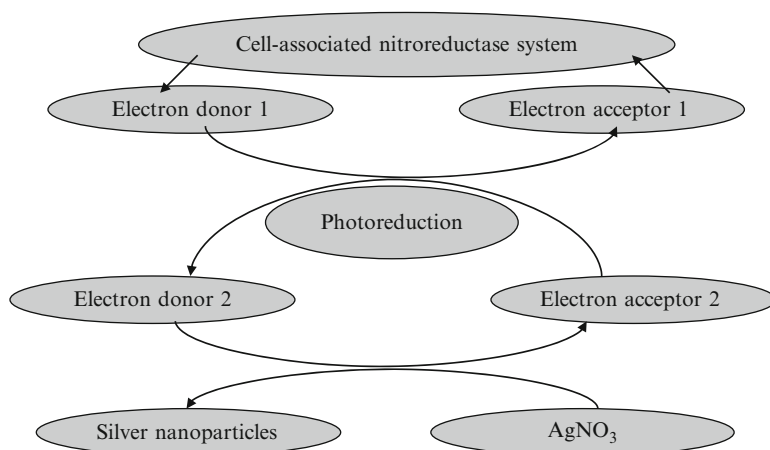 Cell-associated nitroreductase system
Electron donor 1
Electron acceptor 1
Photoreduction
Electron donor 2
Electron acceptor 2
Silver nanoparticles
AgNO₃